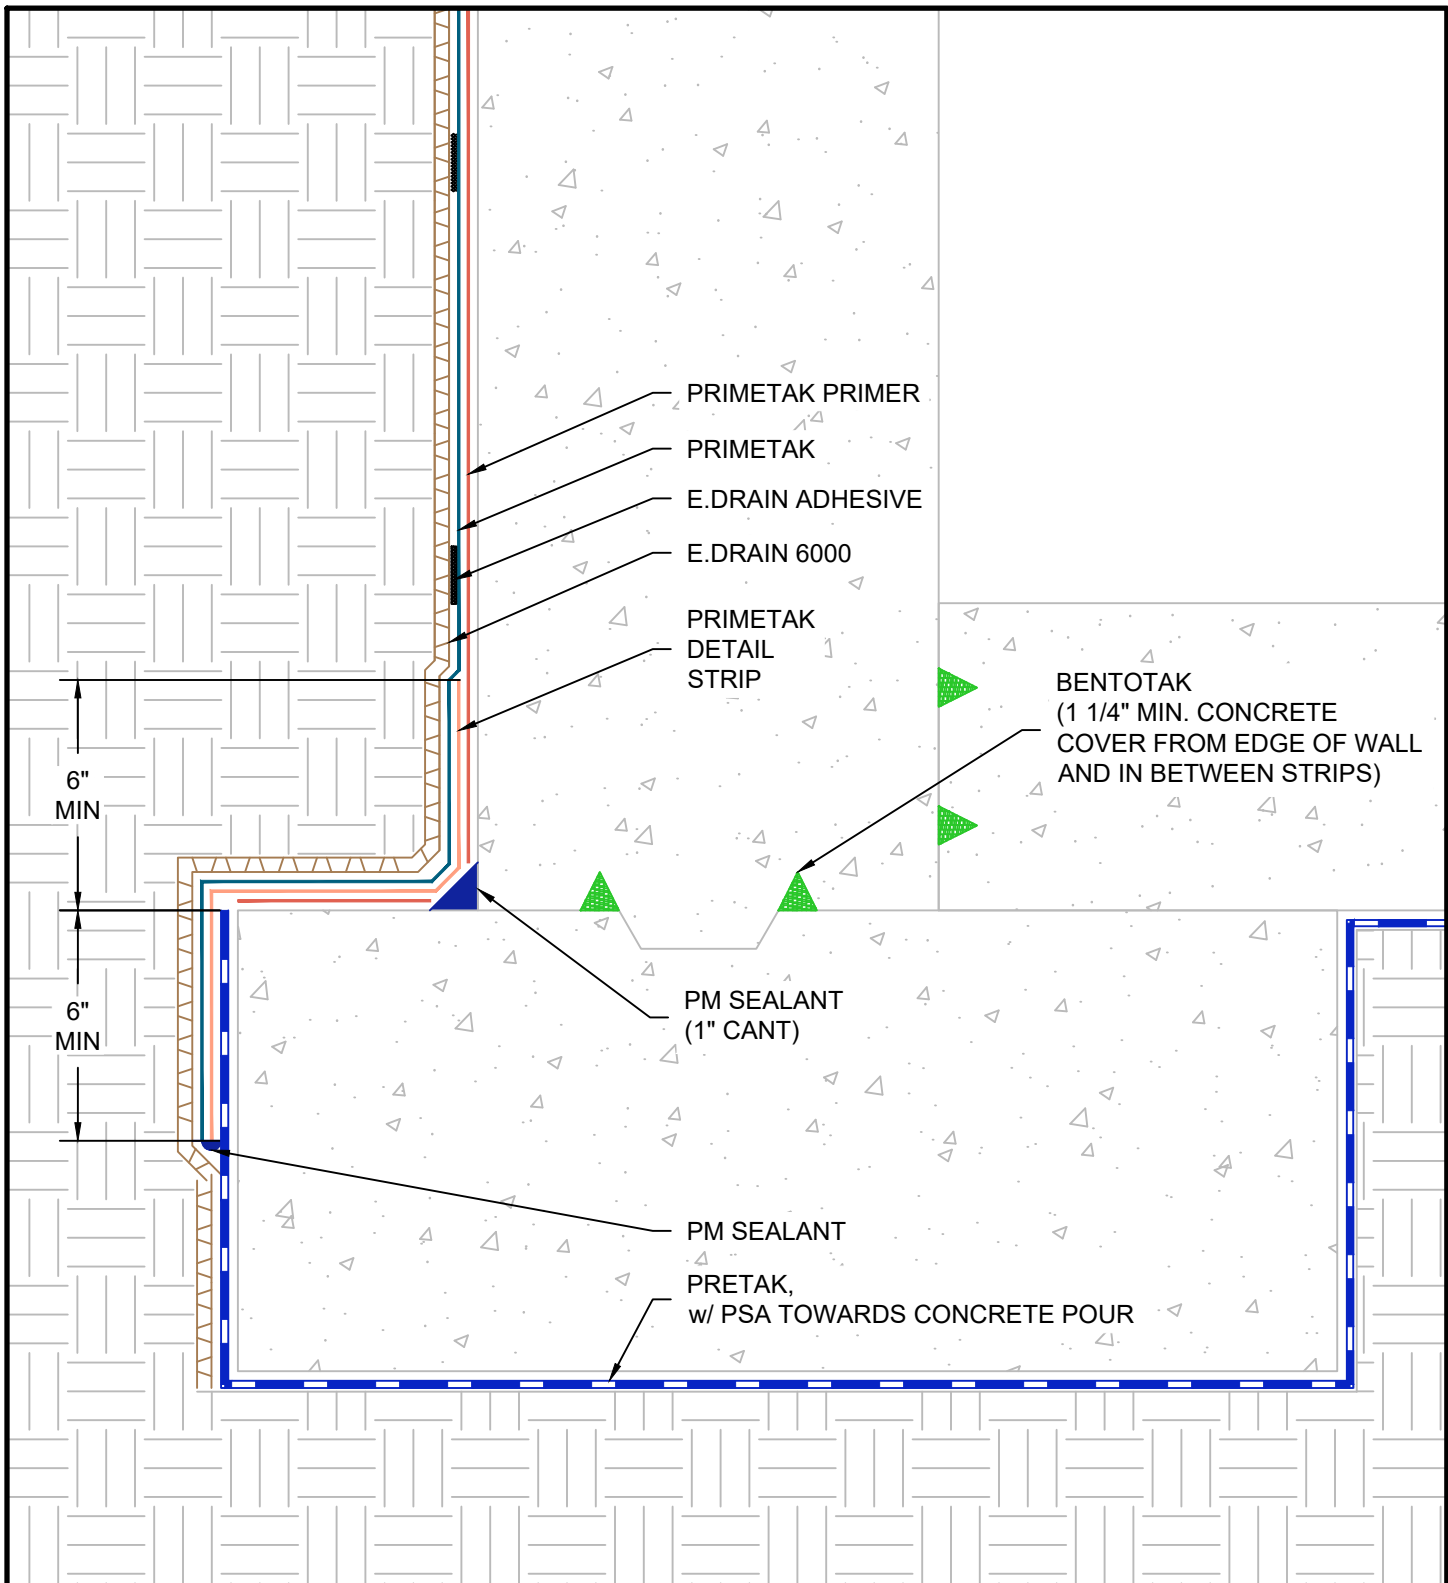 PRIMETAK PRIMER
PRIMETAK
E.DRAIN ADHESIVE
E.DRAIN 6000
PRIMETAK
DETAIL
STRIP
BENTOTAK
(1 1/4" MIN. CONCRETE
COVER FROM EDGE OF WALL
AND IN BETWEEN STRIPS)
6"
MIN
6"
MIN
PM SEALANT
(1" CANT)
PM SEALANT
PRETAK,
w/ PSA TOWARDS CONCRETE POUR